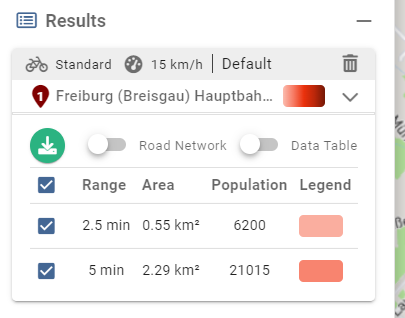 Results
Standard 15 km/h Default
1 Freiburg (Breisgau) Hauptbah...
Road Network Data Table
Range Area Population Legend
2.5 min 0.55 km² 6200
5 min 2.29 km² 21015